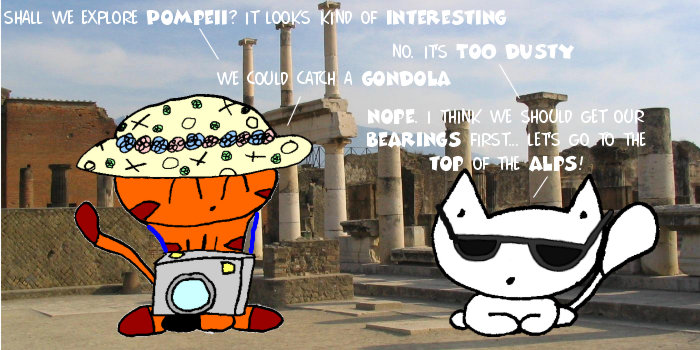 SHALL WE EXPLORE POMPEII? IT LOOKS KIND OF INTERESTING
NO. IT'S TOO DUSTY
WE COULD CATCH A GONDOLA
NOPE. I THINK WE SHOULD GET OUR
BEARINGS FIRST... LET'S GO TO THE
TOP OF THE ALPS!